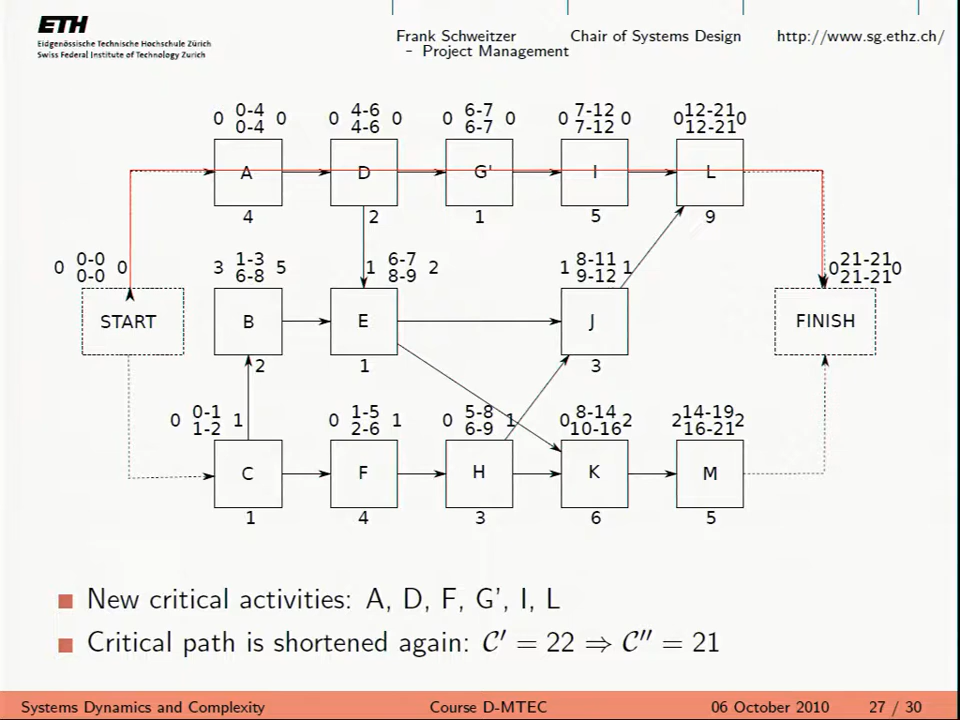 ETH
Eidgenössische Technische Hochschule Zürich
Swiss Federal Institute of Technology Zurich
Frank Schweitzer
– Project Management
Chair of Systems Design
http://www.sg.ethz.ch/
0 0-4 0 0 4-6 0 0 6-7 0 0 7-12 0 0 12-21 0
0-4 4-6 6-7 7-12 12-21
A D G' I L
4 2 1 5 9
0 0-0 0 3 1-3 5 1 6-7 2 1 8-11 1 0 21-21 0
0-0 6-8 8-9 9-12 21-21
START B E J FINISH
2 1 3
0 0-1 1 0 1-5 1 0 5-8 1 0 8-14 2 2 14-19 2
1-2 2-6 6-9 10-16 16-21
C F H K M
1 4 3 6 5
New critical activities: A, D, F, G', I, L
Critical path is shortened again: C′ = 22 ⇒ C″ = 21
Systems Dynamics and Complexity
Course D-MTEC
06 October 2010
27 / 30